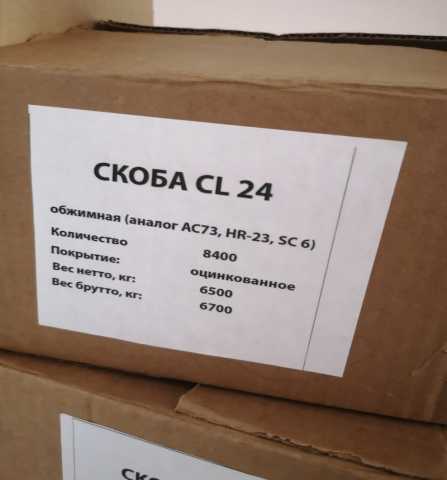 СКОБА CL 24
обжимная (аналог AC73, HR-23, SC 6)
Количество 8400
Покрытие: оцинкованное
Вес нетто, кг: 6500
Вес брутто, кг: 6700